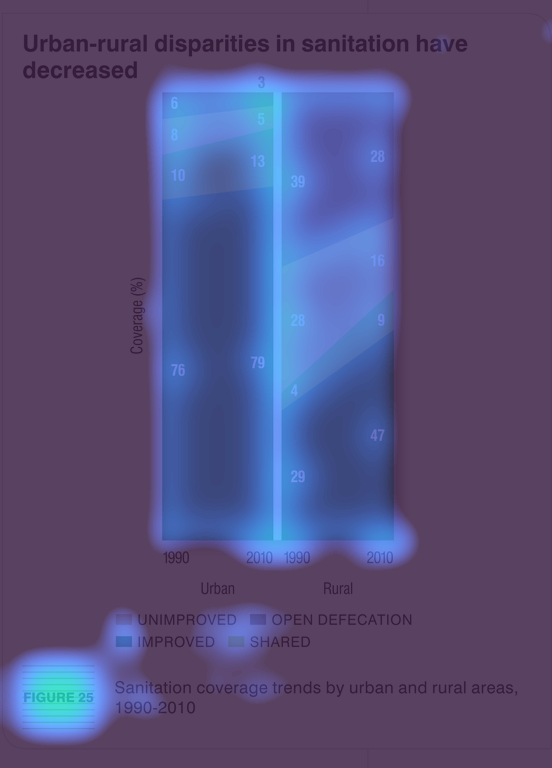 Urban-rural disparities in sanitation have
decreased
3
6
5
8
13
10
28
39
16
28
9
76
79
4
47
29
Coverage (%)
1990 2010 1990 2010
Urban Rural
UNIMPROVED OPEN DEFECATION
IMPROVED SHARED
FIGURE 25
Sanitation coverage trends by urban and rural areas,
1990-2010